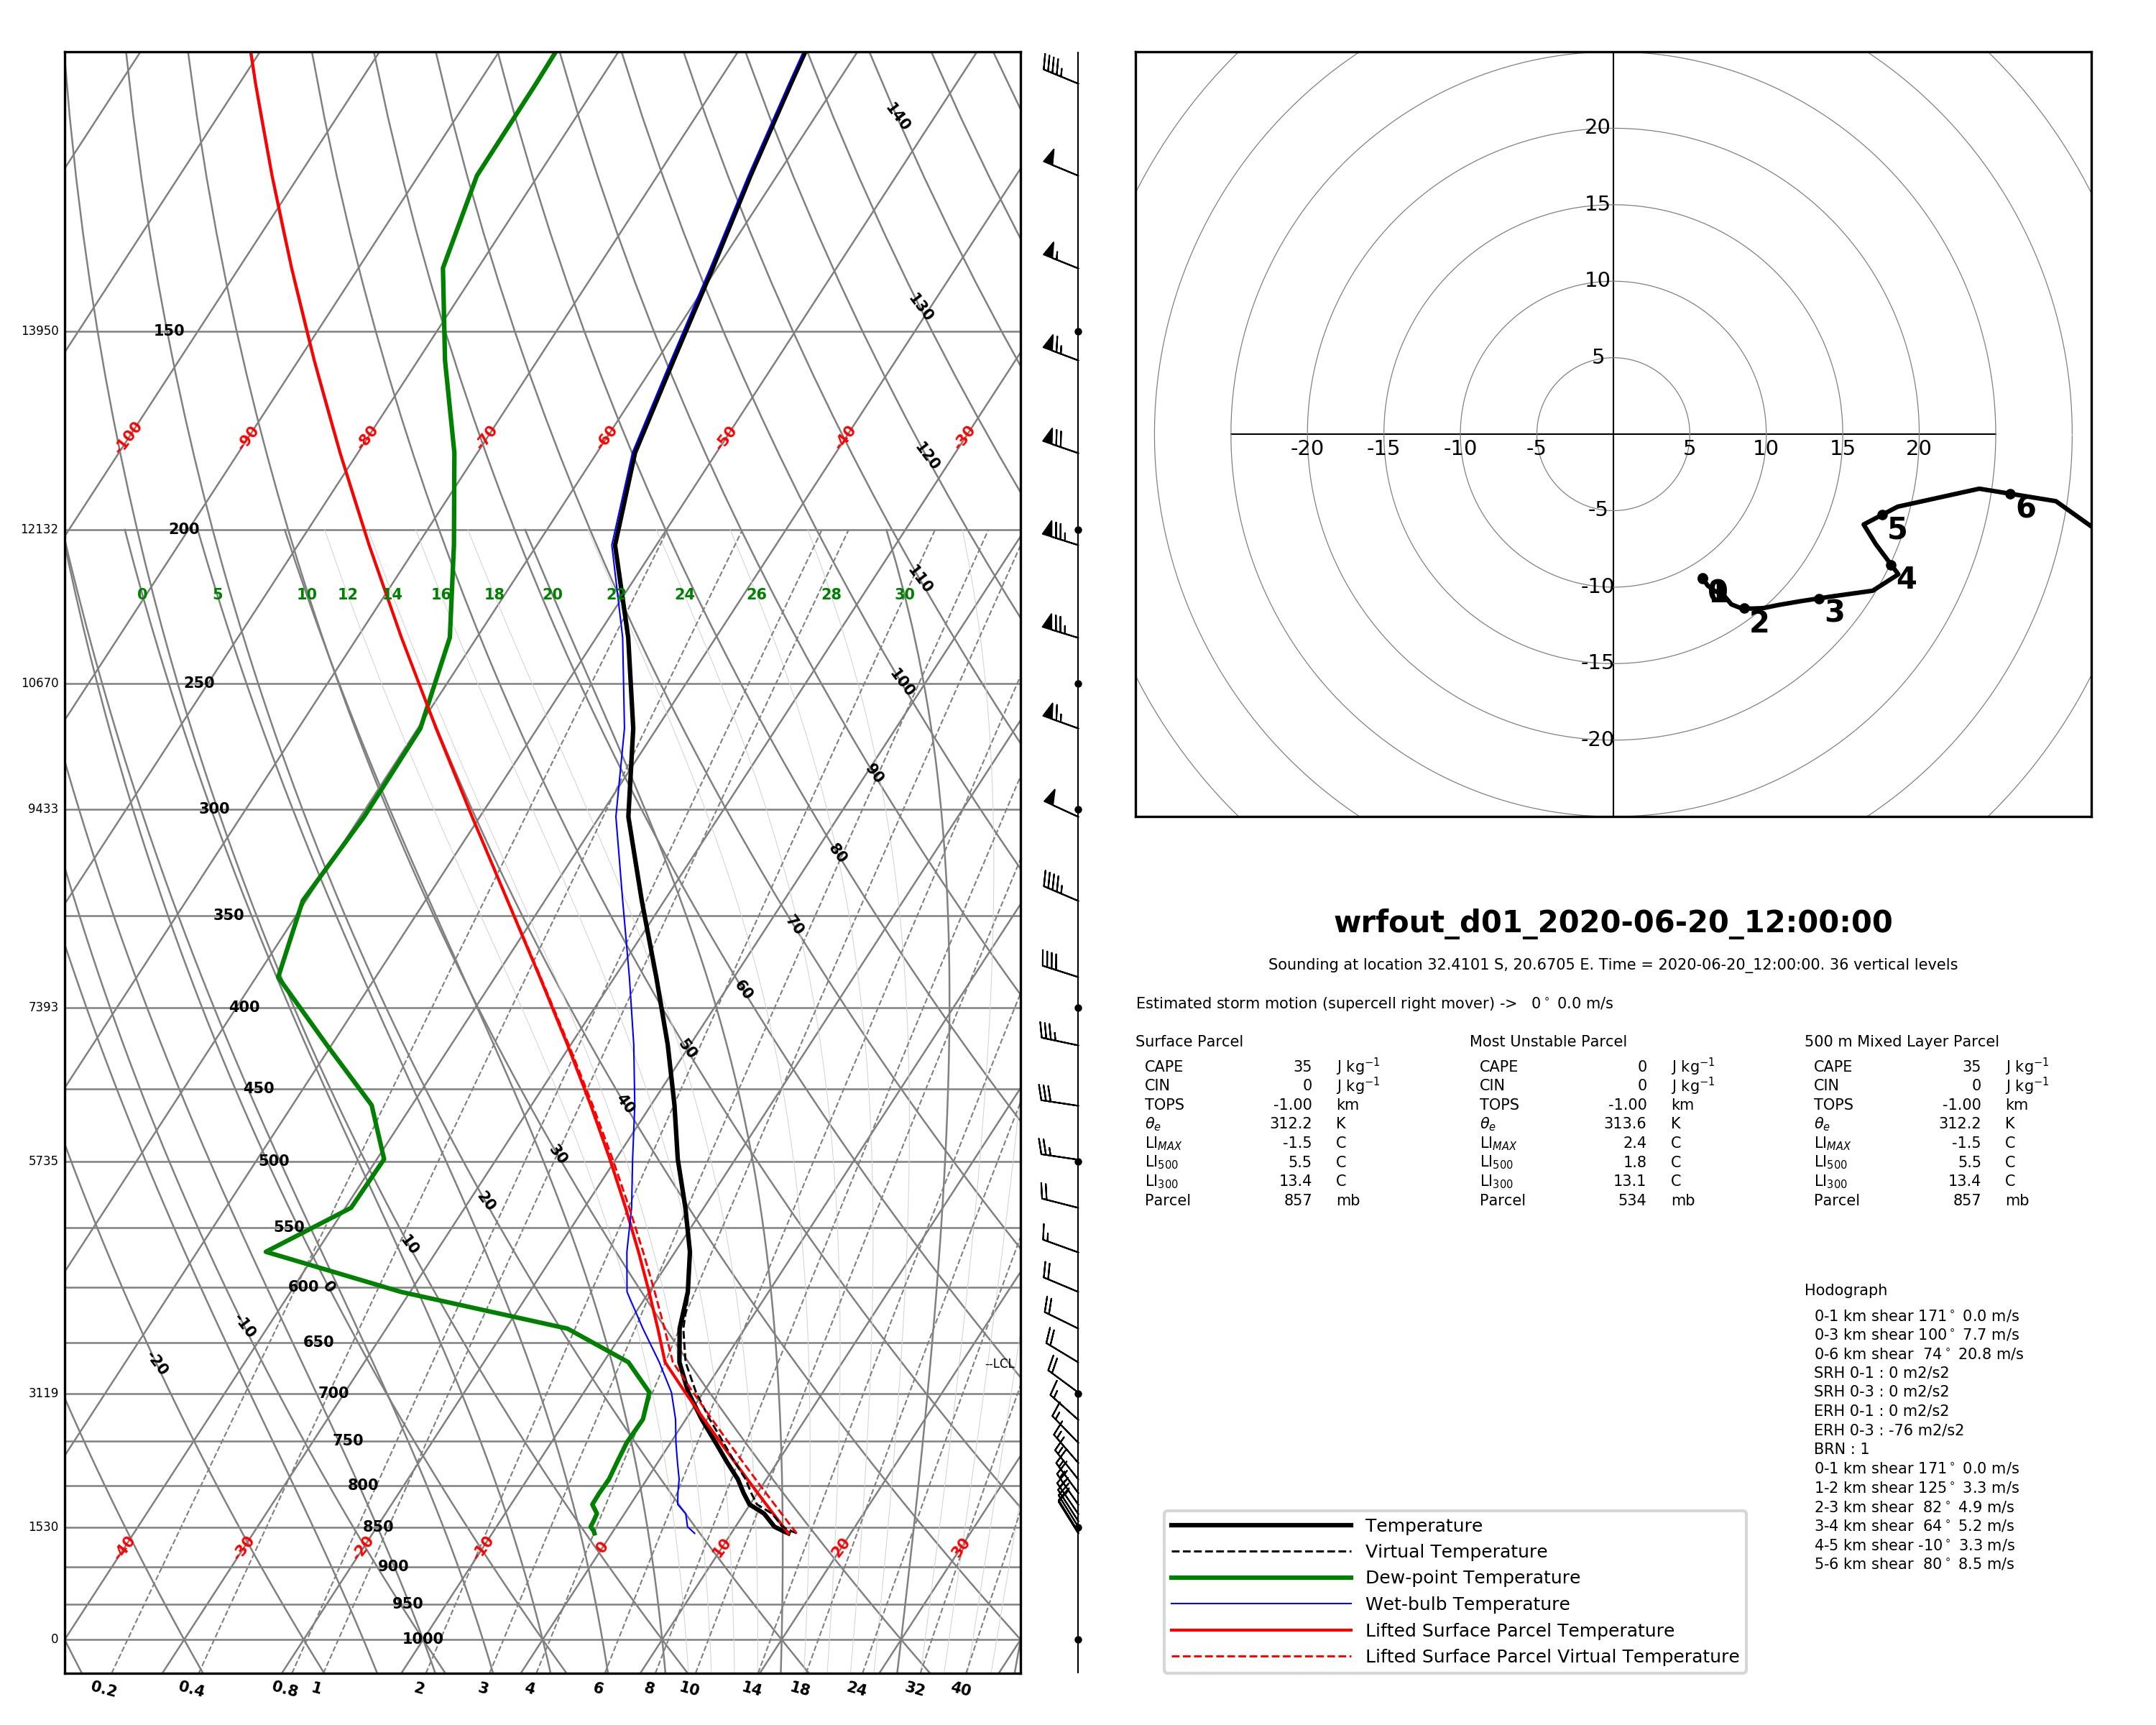 140
130
120
110
100
90
80
70
60
50
40
30
20
10
0
-10
-20
13950 150
-100 -90 -80 -70 -60 -50 -40 -30
12132 200
0 5 10 12 14 16 18 20 22 24 26 28 30
10670 250
9433 300
350
7393 400
450
5735 500
550
600
650
--LCL
3119 700
750
800
1530 850
-40 -30 -20 -10 0 10 20 30
900
950
0 1000
0.2 0.4 0.8 1 2 3 4 6 8 10 14 18 24 32 40
20
15
10
5
-20 -15 -10 -5 5 10 15 20
-5
-10
-15
-20
2 3 4 5 6
wrfout_d01_2020-06-20_12:00:00
Sounding at location 32.4101 S, 20.6705 E. Time = 2020-06-20_12:00:00. 36 vertical levels
Estimated storm motion (supercell right mover) -> 0° 0.0 m/s
Surface Parcel
CAPE 35 J kg⁻¹
CIN 0 J kg⁻¹
TOPS -1.00 km
θe 312.2 K
LIMAX -1.5 C
LI500 5.5 C
LI300 13.4 C
Parcel 857 mb
Most Unstable Parcel
CAPE 0 J kg⁻¹
CIN 0 J kg⁻¹
TOPS -1.00 km
θe 313.6 K
LIMAX 2.4 C
LI500 1.8 C
LI300 13.1 C
Parcel 534 mb
500 m Mixed Layer Parcel
CAPE 35 J kg⁻¹
CIN 0 J kg⁻¹
TOPS -1.00 km
θe 312.2 K
LIMAX -1.5 C
LI500 5.5 C
LI300 13.4 C
Parcel 857 mb
Hodograph
0-1 km shear 171° 0.0 m/s
0-3 km shear 100° 7.7 m/s
0-6 km shear 74° 20.8 m/s
SRH 0-1 : 0 m2/s2
SRH 0-3 : 0 m2/s2
ERH 0-1 : 0 m2/s2
ERH 0-3 : -76 m2/s2
BRN : 1
0-1 km shear 171° 0.0 m/s
1-2 km shear 125° 3.3 m/s
2-3 km shear 82° 4.9 m/s
3-4 km shear 64° 5.2 m/s
4-5 km shear -10° 3.3 m/s
5-6 km shear 80° 8.5 m/s
Temperature
Virtual Temperature
Dew-point Temperature
Wet-bulb Temperature
Lifted Surface Parcel Temperature
Lifted Surface Parcel Virtual Temperature